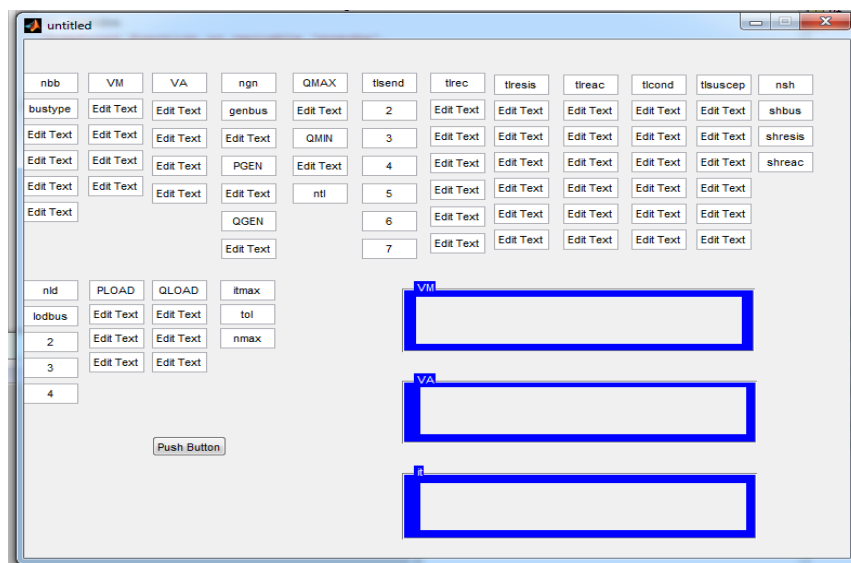 untitled
nbb VM VA ngn QMAX tlsend tlrec tlresis tlreac tlcond tlsuscep nsh
bustype Edit Text Edit Text genbus Edit Text 2 Edit Text Edit Text Edit Text Edit Text Edit Text shbus
Edit Text Edit Text Edit Text Edit Text QMIN 3 Edit Text Edit Text Edit Text Edit Text Edit Text shresis
Edit Text Edit Text Edit Text PGEN Edit Text 4 Edit Text Edit Text Edit Text Edit Text Edit Text shreac
Edit Text Edit Text Edit Text Edit Text ntl 5 Edit Text Edit Text Edit Text Edit Text Edit Text
Edit Text QGEN 6 Edit Text Edit Text Edit Text Edit Text Edit Text
Edit Text 7 Edit Text Edit Text Edit Text Edit Text Edit Text
nld PLOAD QLOAD itmax VM
lodbus Edit Text Edit Text tol
2 Edit Text Edit Text nmax
3 Edit Text Edit Text
VA
4
Push Button
it